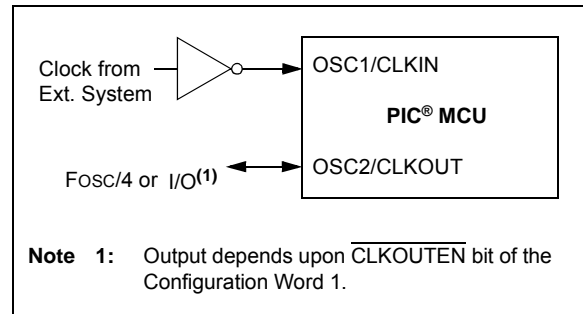 Clock from
Ext. System
OSC1/CLKIN
PIC® MCU
FOSC/4 or I/O(1)
OSC2/CLKOUT
Note 1: Output depends upon CLKOUTEN bit of the
Configuration Word 1.